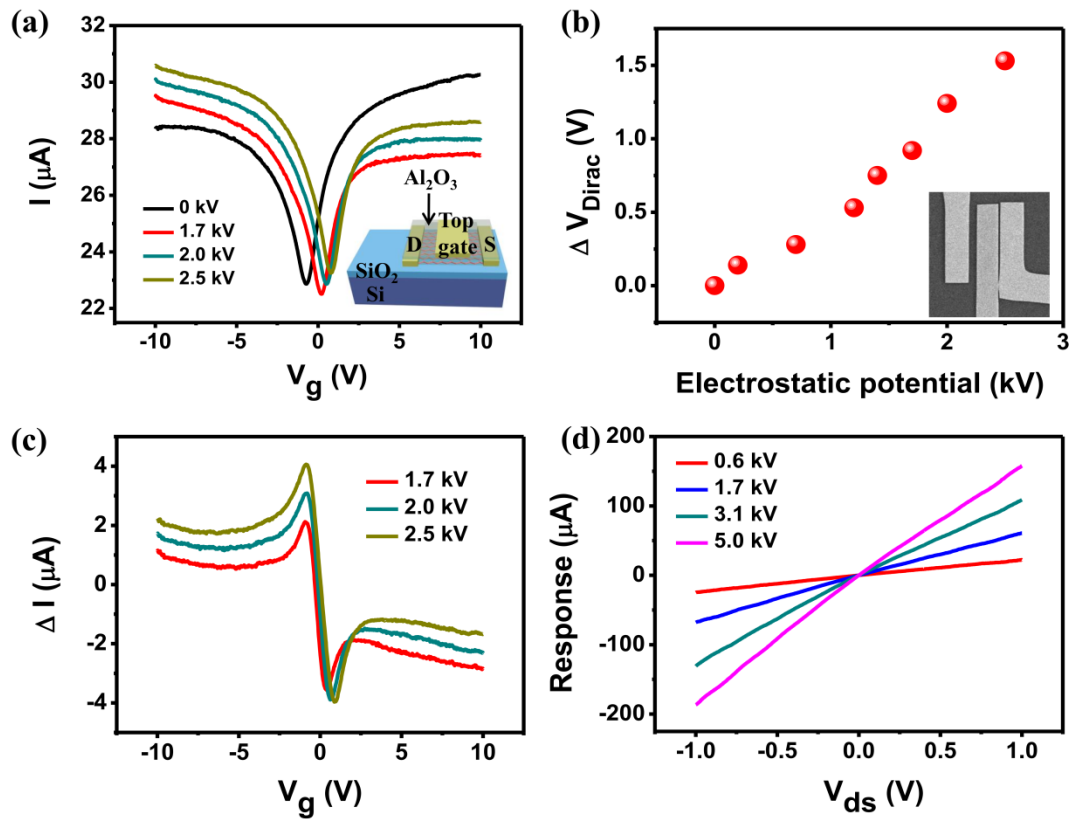 (a)
32
30
28
26
24
22
I (μA)
0 kV
1.7 kV
2.0 kV
2.5 kV
Al₂O₃
Top
D gate S
SiO₂
Si
-10 -5 0 5 10
Vg (V)
(b)
1.5
1.0
0.5
0.0
Δ VDirac (V)
0 1 2 3
Electrostatic potential (kV)
(c)
4
2
0
-2
-4
Δ I (μA)
1.7 kV
2.0 kV
2.5 kV
-10 -5 0 5 10
Vg (V)
(d)
200
100
0
-100
-200
Response (μA)
0.6 kV
1.7 kV
3.1 kV
5.0 kV
-1.0 -0.5 0.0 0.5 1.0
Vds (V)